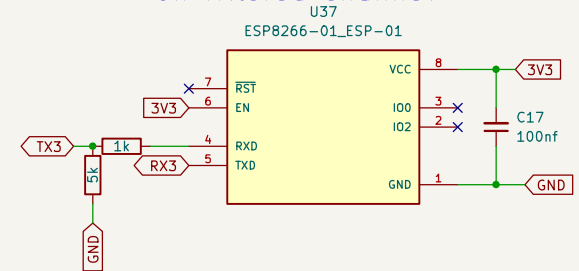 U37
ESP8266-01_ESP-01
7 RST
3V3 6 EN
VCC 8 3V3
IO0 3
IO2 2
C17
100nf
TX3 1k 4 RXD
RX3 5 TXD
5k
GND 1 GND
GND